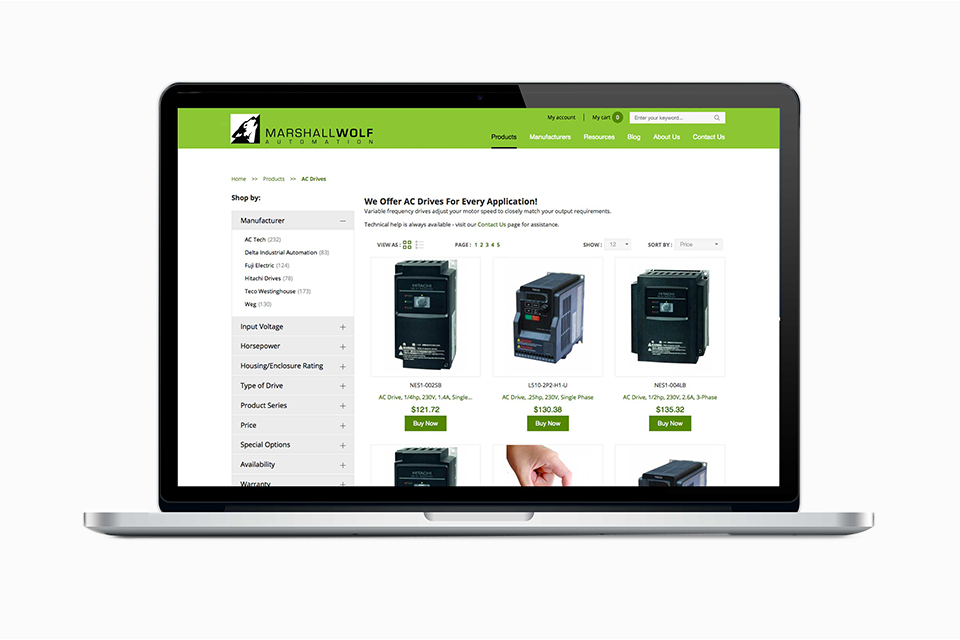 My account | My cart 0 Enter your keyword...
MARSHALLWOLF
AUTOMATION
Products Manufacturers Resources Blog About Us Contact Us
Home >> Products >> AC Drives
Shop by:
Manufacturer —
AC Tech (232)
Delta Industrial Automation (83)
Fuji Electric (124)
Hitachi Drives (78)
Teco Westinghouse (173)
Weg (130)
Input Voltage +
Horsepower +
Housing/Enclosure Rating +
Type of Drive +
Product Series +
Price +
Special Options +
Availability +
Warranty +
We Offer AC Drives For Every Application!
Variable frequency drives adjust your motor speed to closely match your output requirements.
Technical help is always available - visit our Contact Us page for assistance.
VIEW AS: PAGE: 1 2 3 4 5 SHOW: 12 SORT BY: Price
HITACHI
HITACHI
NES1-002SB
AC Drive, 1/4hp, 230V, 1.4A, Single...
$121.72
Buy Now
L510-2P2-H1-U
AC Drive, .25hp, 230V, Single Phase
$130.38
Buy Now
NES1-004LB
AC Drive, 1/2hp, 230V, 2.6A, 3-Phase
$135.32
Buy Now
HITACHI